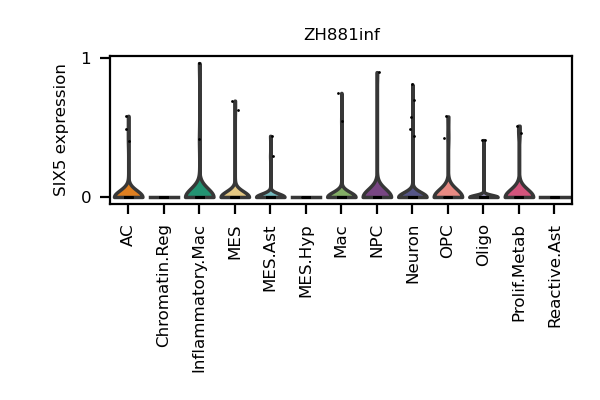 ZH881inf
SIX5 expression
1
0
AC
Chromatin.Reg
Inflammatory.Mac
MES
MES.Ast
MES.Hyp
Mac
NPC
Neuron
OPC
Oligo
Prolif.Metab
Reactive.Ast